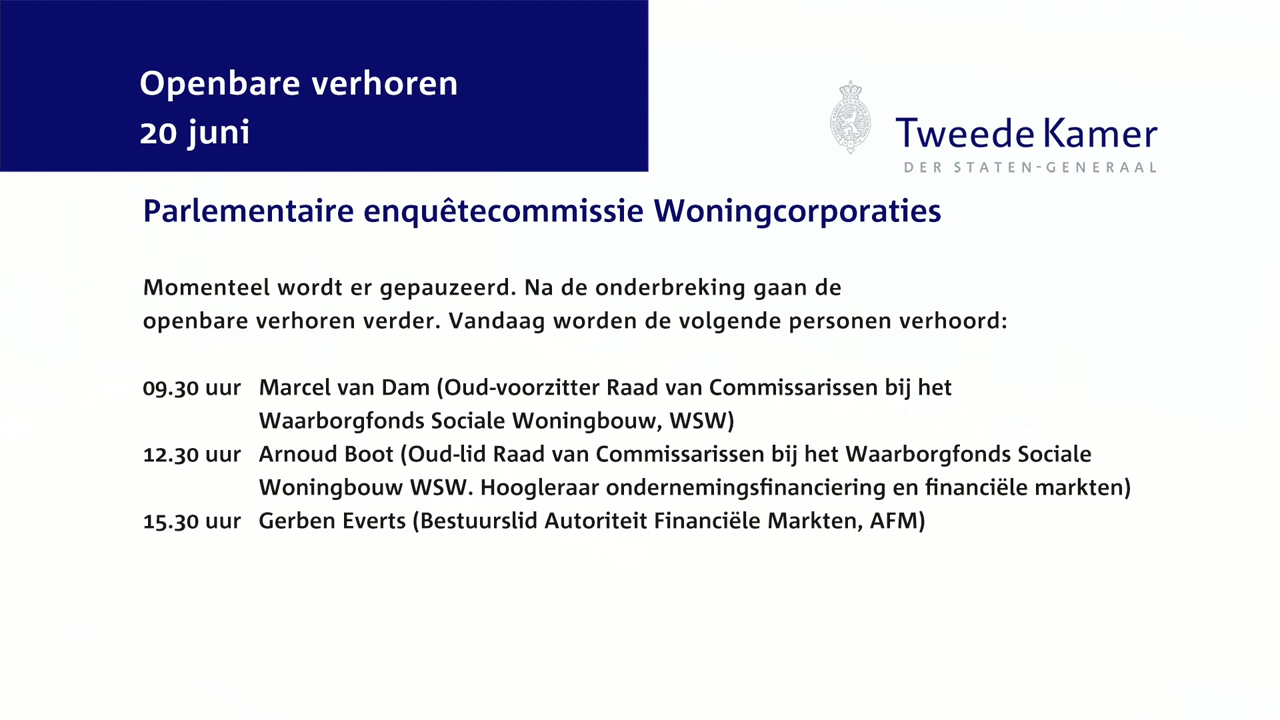 Openbare verhoren
20 juni
Tweede Kamer
DER STATEN-GENERAAL
Parlementaire enquêtecommissie Woningcorporaties
Momenteel wordt er gepauzeerd. Na de onderbreking gaan de
openbare verhoren verder. Vandaag worden de volgende personen verhoord:
09.30 uur Marcel van Dam (Oud-voorzitter Raad van Commissarissen bij het
Waarborgfonds Sociale Woningbouw, WSW)
12.30 uur Arnoud Boot (Oud-lid Raad van Commissarissen bij het Waarborgfonds Sociale
Woningbouw WSW. Hoogleraar ondernemingsfinanciering en financiële markten)
15.30 uur Gerben Everts (Bestuurslid Autoriteit Financiële Markten, AFM)